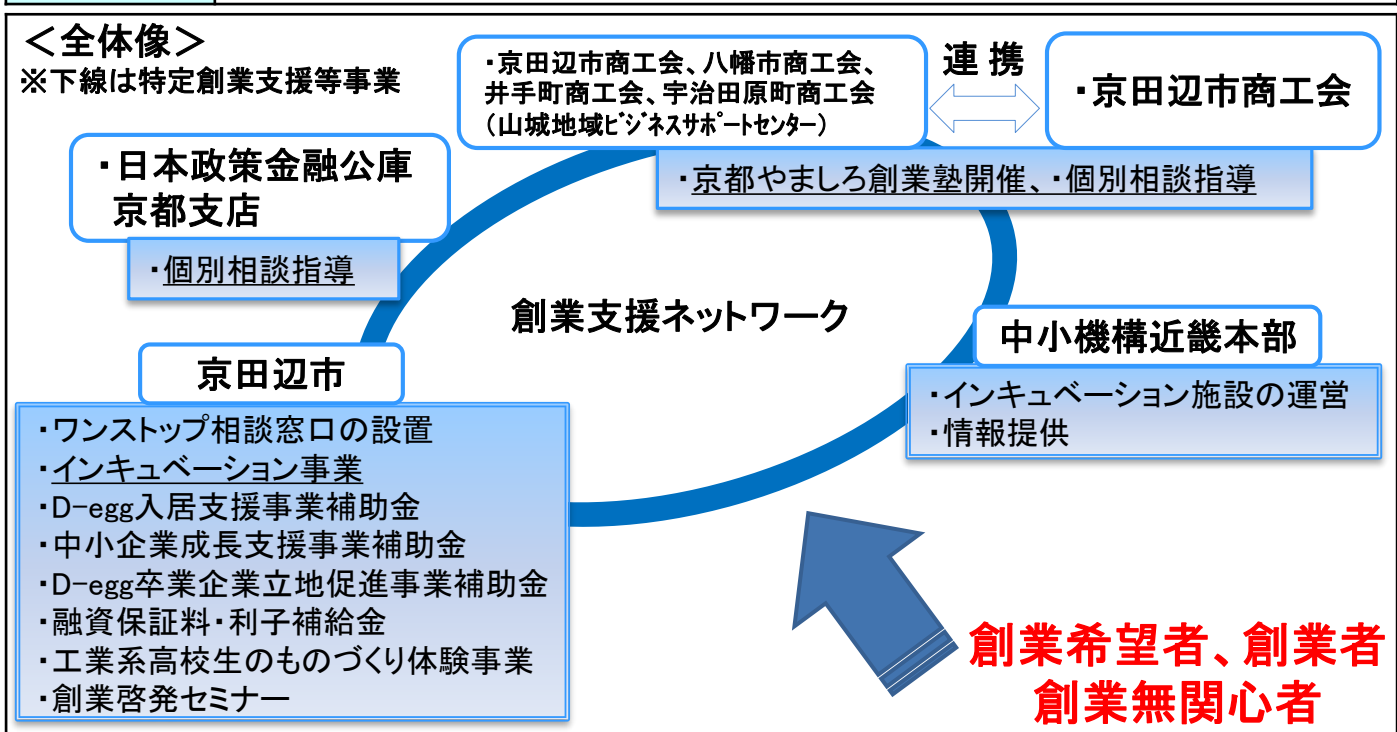 ＜全体像＞
※下線は特定創業支援等事業
・京田辺市商工会、八幡市商工会、
井手町商工会、宇治田原町商工会
（山城地域ﾋﾞｼﾞﾈｽｻﾎﾟｰﾄｾﾝﾀｰ）
連 携
・京田辺市商工会
・京都やましろ創業塾開催、・個別相談指導
・日本政策金融公庫
京都支店
・個別相談指導
創業支援ネットワーク
中小機構近畿本部
・インキュベーション施設の運営
・情報提供
京田辺市
・ワンストップ相談窓口の設置
・インキュベーション事業
・D-egg入居支援事業補助金
・中小企業成長支援事業補助金
・D-egg卒業企業立地促進事業補助金
・融資保証料・利子補給金
・工業系高校生のものづくり体験事業
・創業啓発セミナー
創業希望者、創業者
創業無関心者